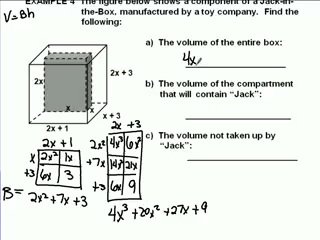 EXAMPLE 4 The figure below shows a component of a Jack-in-
the-Box, manufactured by a toy company. Find the
following:
V=Bh
a) The volume of the entire box:
4x
2x
2x + 3
b) The volume of the compartment
that will contain “Jack”:
x
x
x + 3
2x + 1
c) The volume not taken up by
“Jack”:
2x + 1
x 2x² 1x
+3 6x 3
B =
2x² + 7x + 3
2x +3
2x² 4x³ 6x²
+7x 14x² 21x
+3 6x 9
4x³ + 20x² + 27x + 9